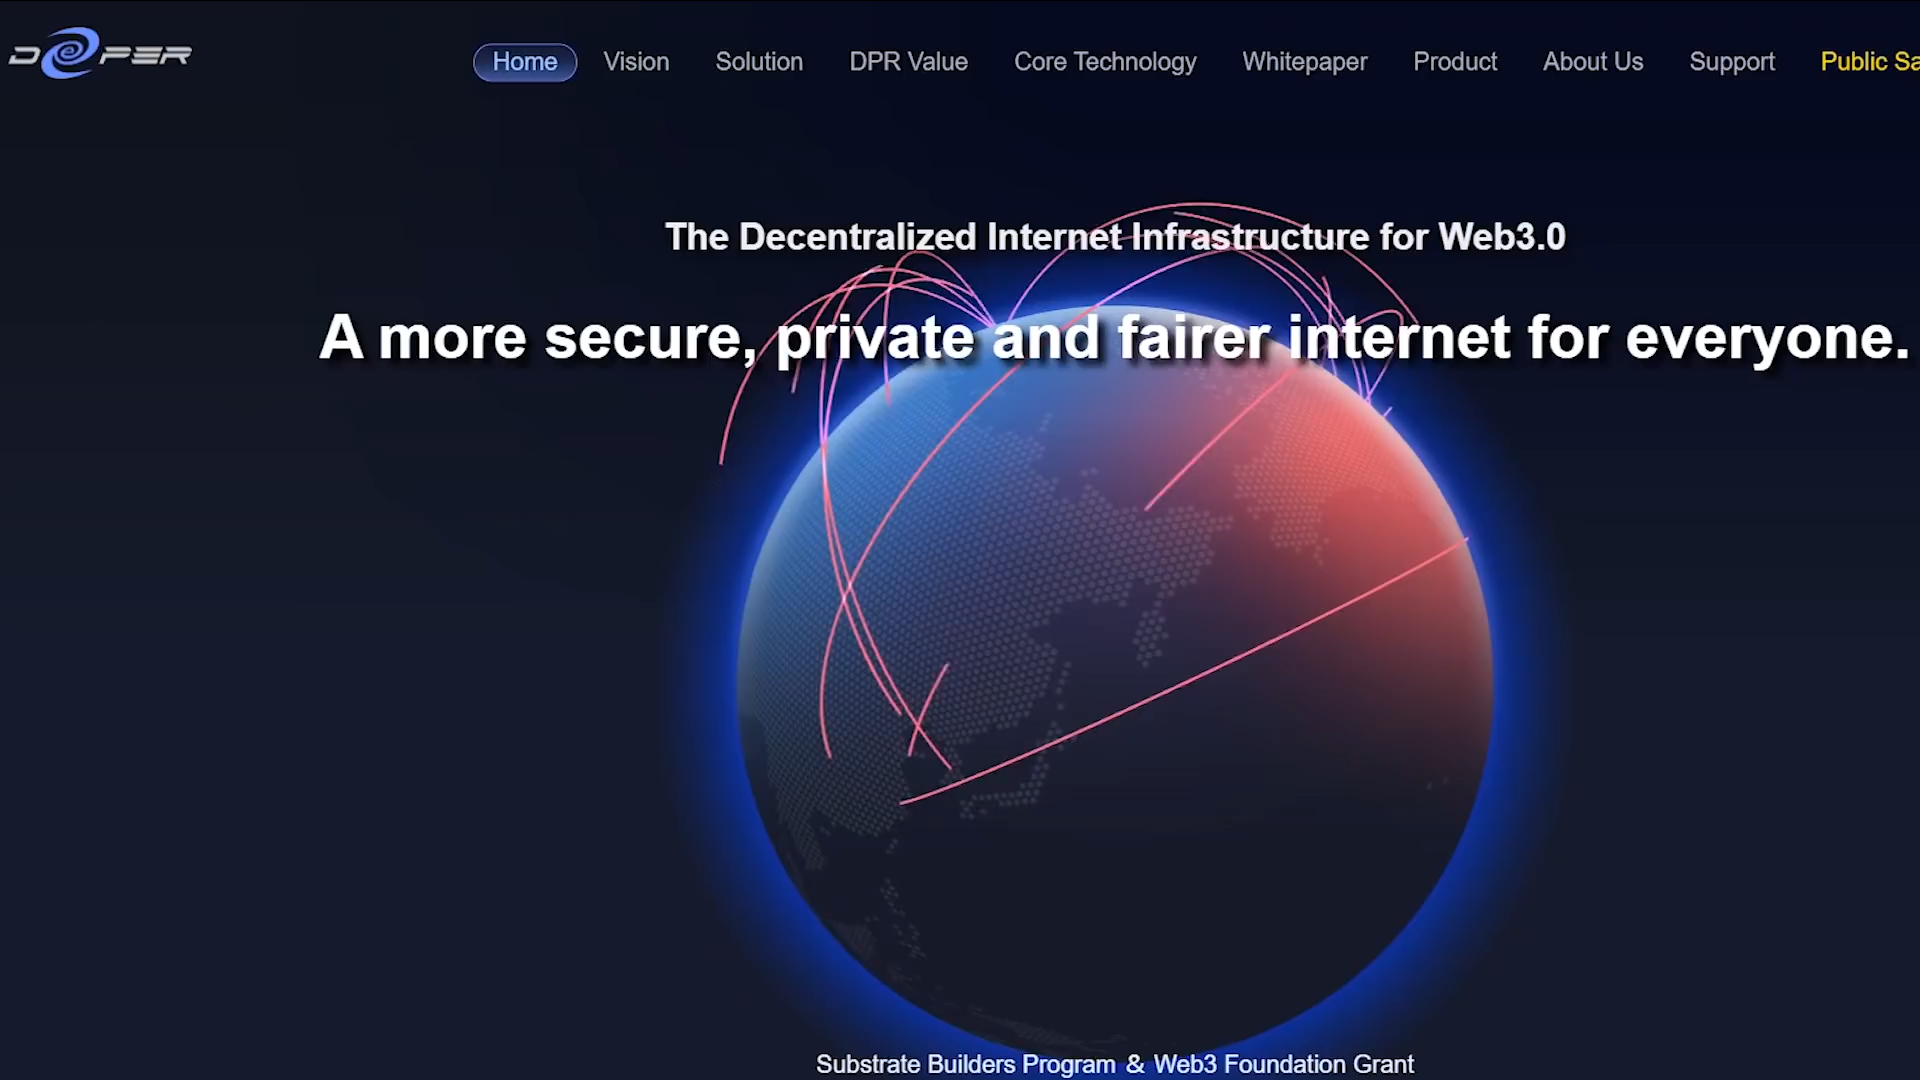 DEEPER
Home Vision Solution DPR Value Core Technology Whitepaper Product About Us Support Public
The Decentralized Internet Infrastructure for Web3.0
A more secure, private and fairer internet for everyone.
Substrate Builders Program & Web3 Foundation Grant